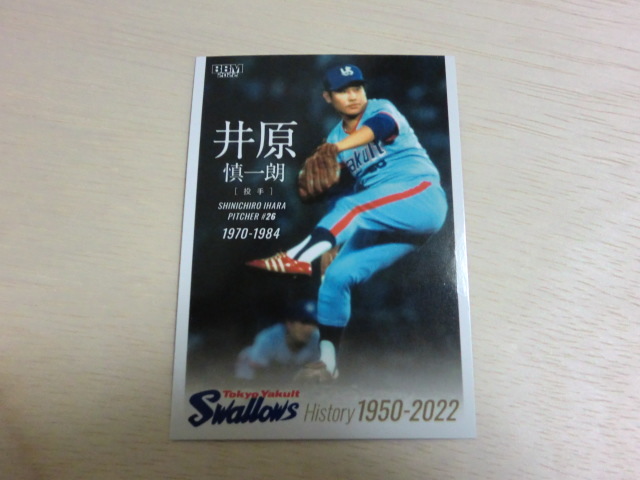 BBM
井原
慎一朗
[投手]
SHINICHIRO IHARA
PITCHER #26
1970-1984
Yakult
Tokyo Yakult
Swallows History 1950-2022